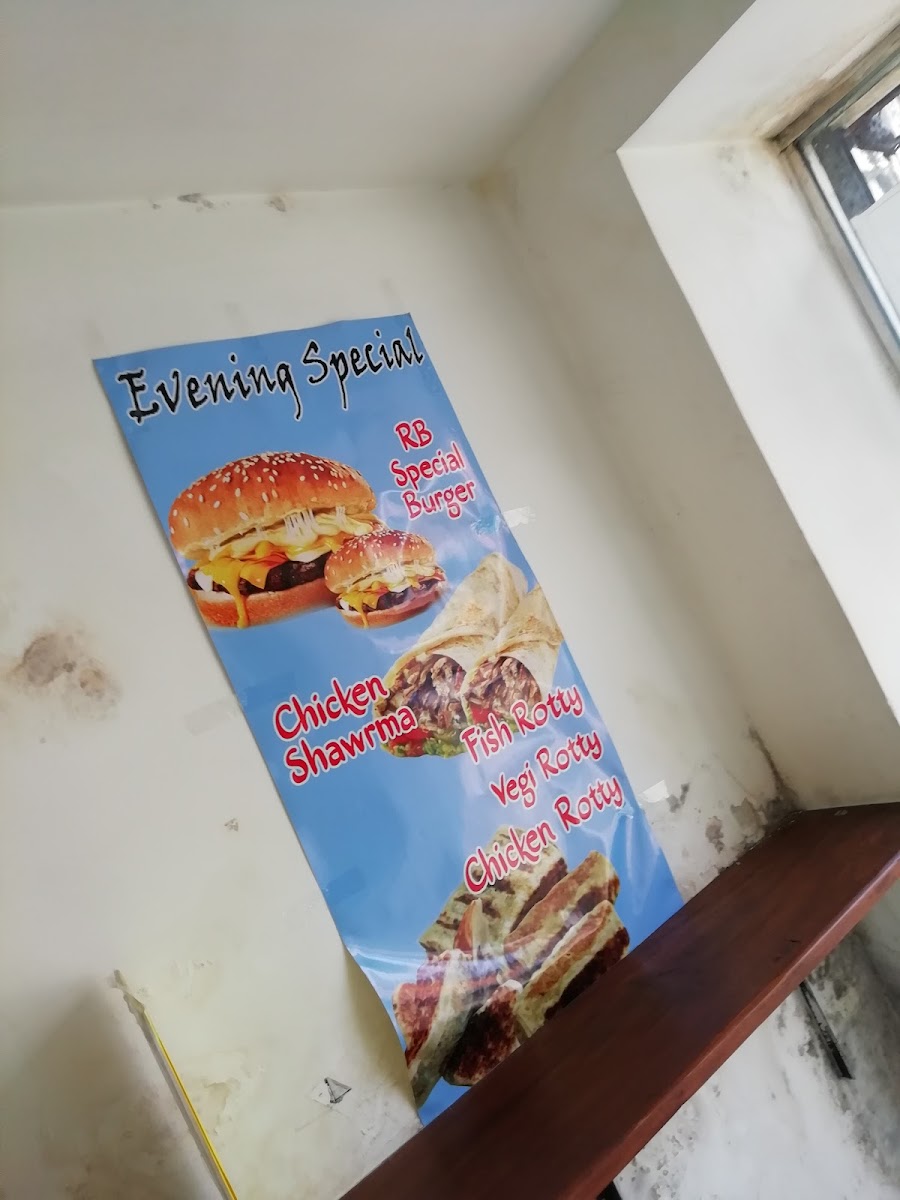 Evening Special
RB
Special
Burger
Chicken
Shawrma
Fish Rotty
Vegi Rotty
Chicken Rotty